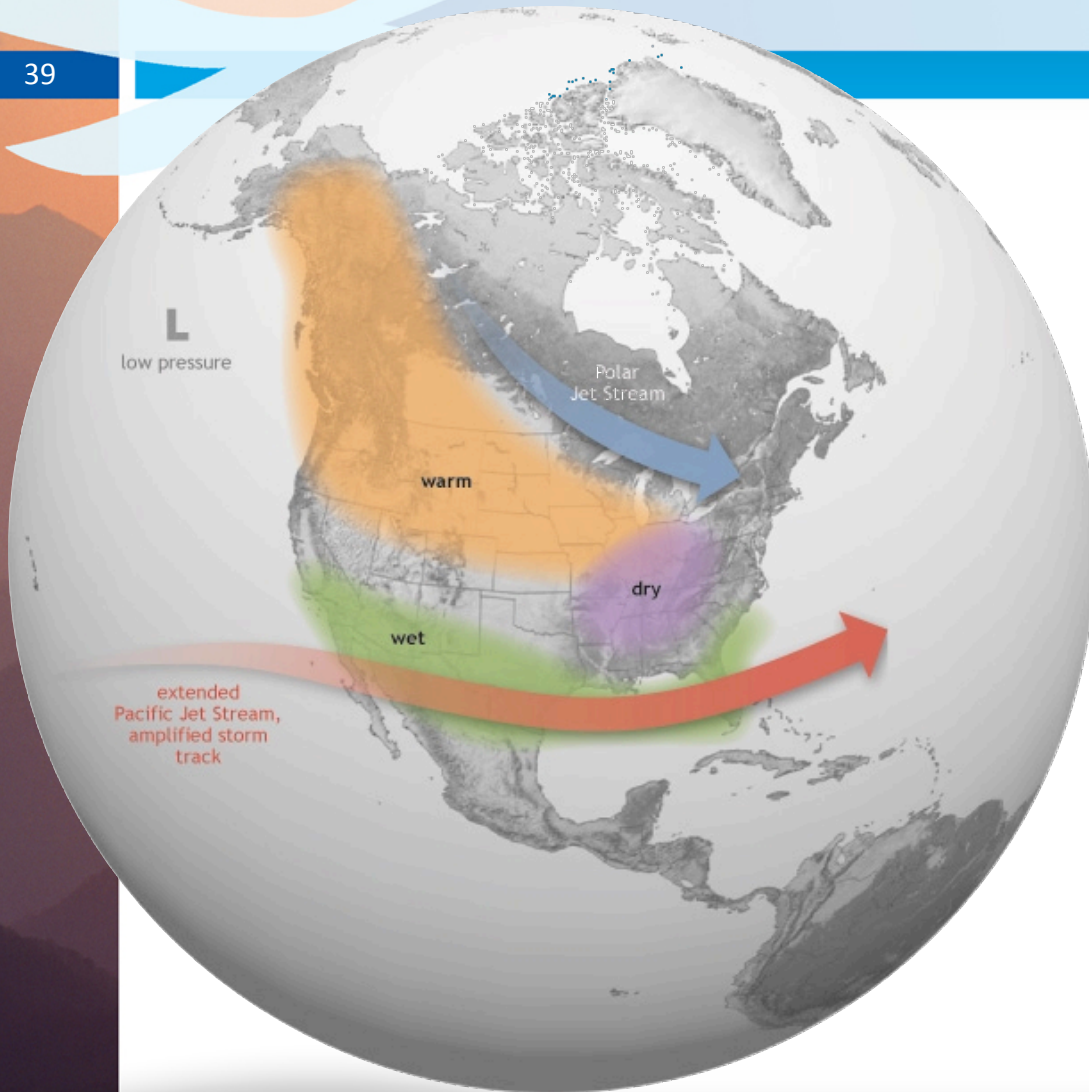 39
L
low pressure
Polar
Jet Stream
warm
dry
wet
extended
Pacific Jet Stream,
amplified storm
track